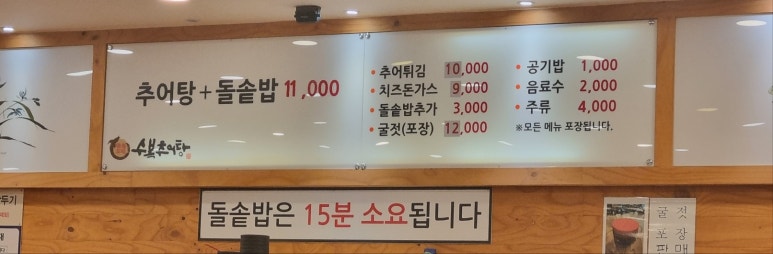 추어탕 + 돌솥밥 11,000
• 추어튀김 10,000
• 치즈돈가스 9,000
• 돌솥밥추가 3,000
• 굴젓(포장) 12,000
• 공기밥 1,000
• 음료수 2,000
• 주류 4,000
※모든 메뉴 포장됩니다.
추어탕
돌솥밥은 15분 소요됩니다
굴 젓
포 장
판 매